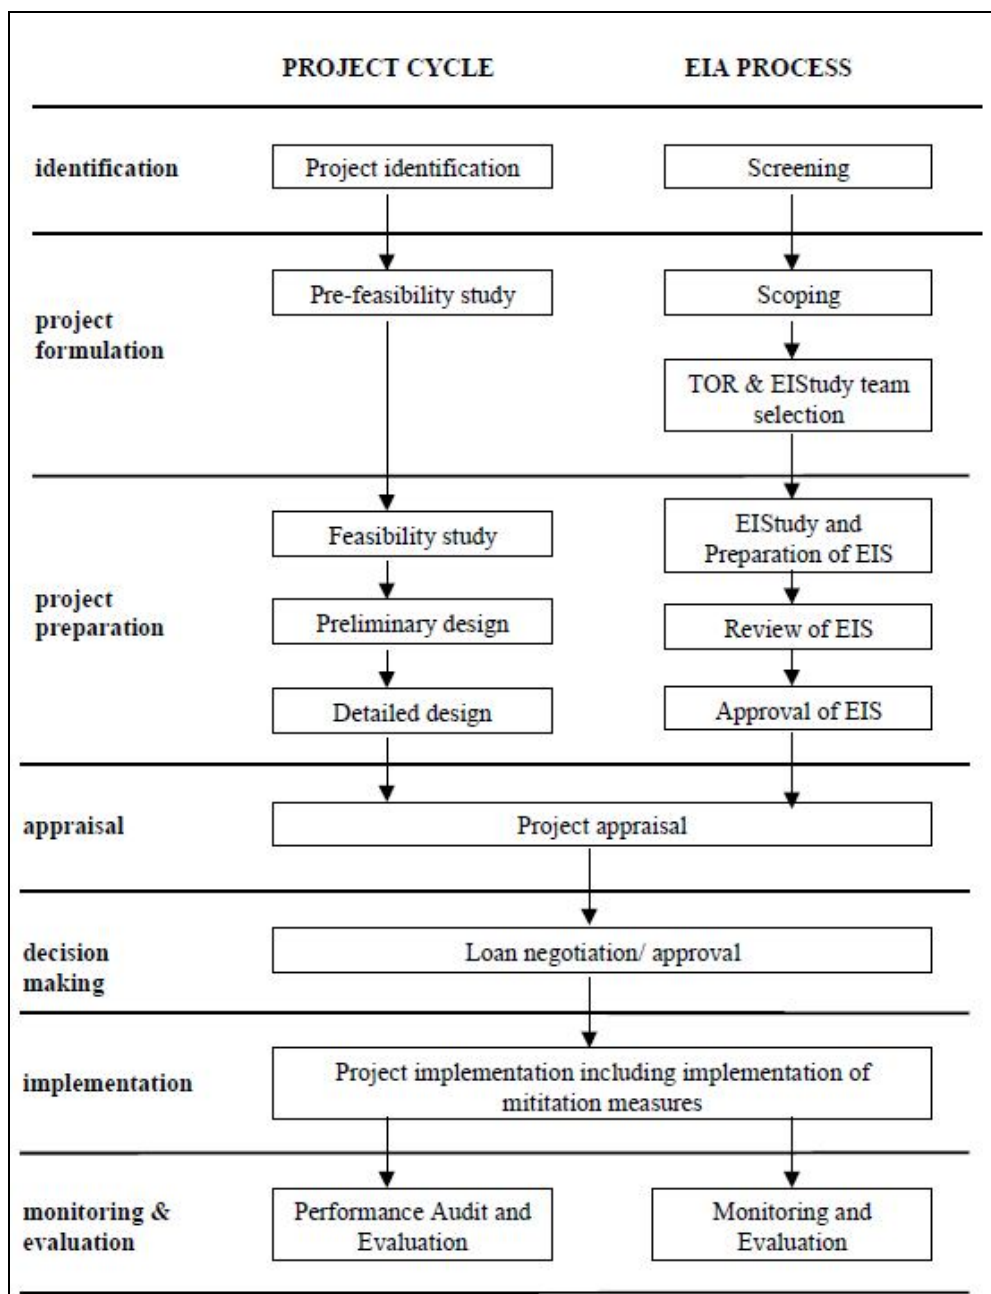 PROJECT CYCLE
EIA PROCESS
identification
Project identification
Screening
project
formulation
Pre-feasibility study
Scoping
TOR & EIStudy team
selection
project
preparation
Feasibility study
EIStudy and
Preparation of EIS
Preliminary design
Review of EIS
Detailed design
Approval of EIS
appraisal
Project appraisal
decision
making
Loan negotiation/ approval
implementation
Project implementation including implementation of
mititation measures
monitoring &
evaluation
Performance Audit and
Evaluation
Monitoring and
Evaluation